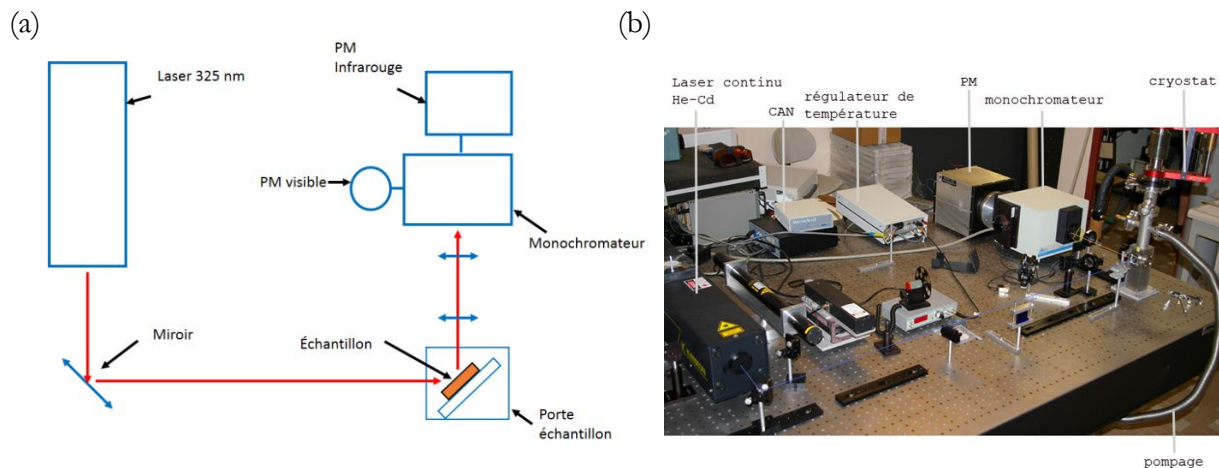 (a)
Laser 325 nm
PM
Infrarouge
PM visible
Monochromateur
Miroir
Échantillon
Porte
échantillon
(b)
Laser continu
He-Cd
CAN
régulateur de
température
PM
monochromateur
cryostat
pompage